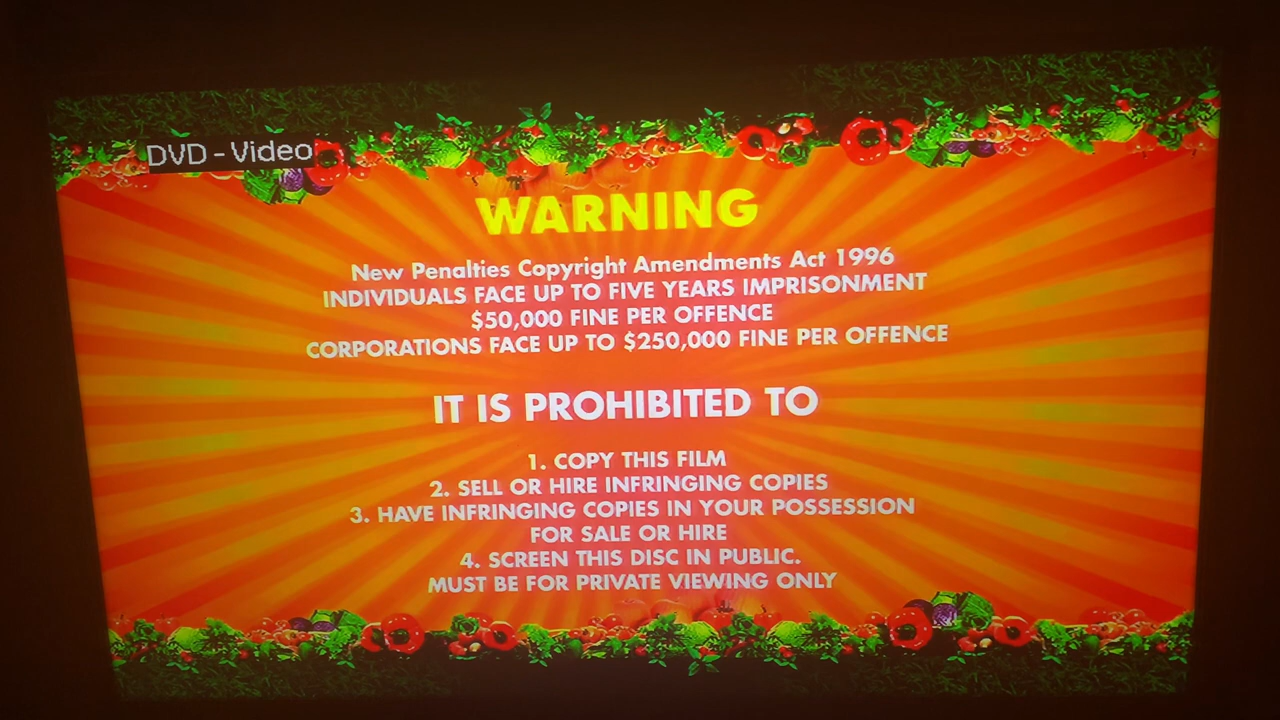 DVD - Video
WARNING
New Penalties Copyright Amendments Act 1996
INDIVIDUALS FACE UP TO FIVE YEARS IMPRISONMENT
$50,000 FINE PER OFFENCE
CORPORATIONS FACE UP TO $250,000 FINE PER OFFENCE
IT IS PROHIBITED TO
1. COPY THIS FILM
2. SELL OR HIRE INFRINGING COPIES
3. HAVE INFRINGING COPIES IN YOUR POSSESSION
FOR SALE OR HIRE
4. SCREEN THIS DISC IN PUBLIC.
MUST BE FOR PRIVATE VIEWING ONLY